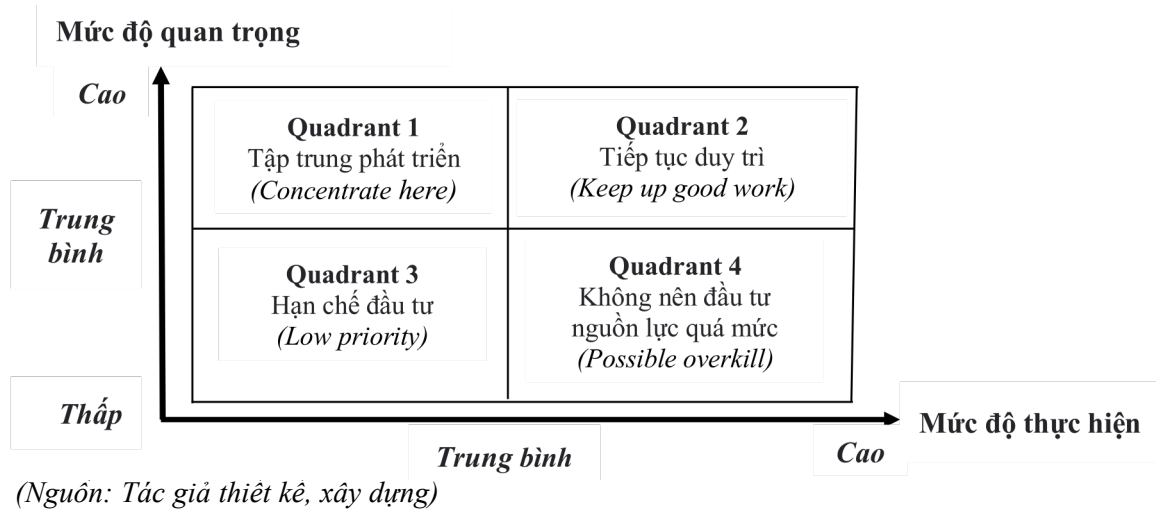 Mức độ quan trọng
Cao
Quadrant 1
Tập trung phát triển
(Concentrate here)
Quadrant 2
Tiếp tục duy trì
(Keep up good work)
Trung
bình
Quadrant 3
Hạn chế đầu tư
(Low priority)
Quadrant 4
Không nên đầu tư
nguồn lực quá mức
(Possible overkill)
Thấp
Mức độ thực hiện
Trung bình
Cao
(Nguồn: Tác giả thiết kế, xây dựng)